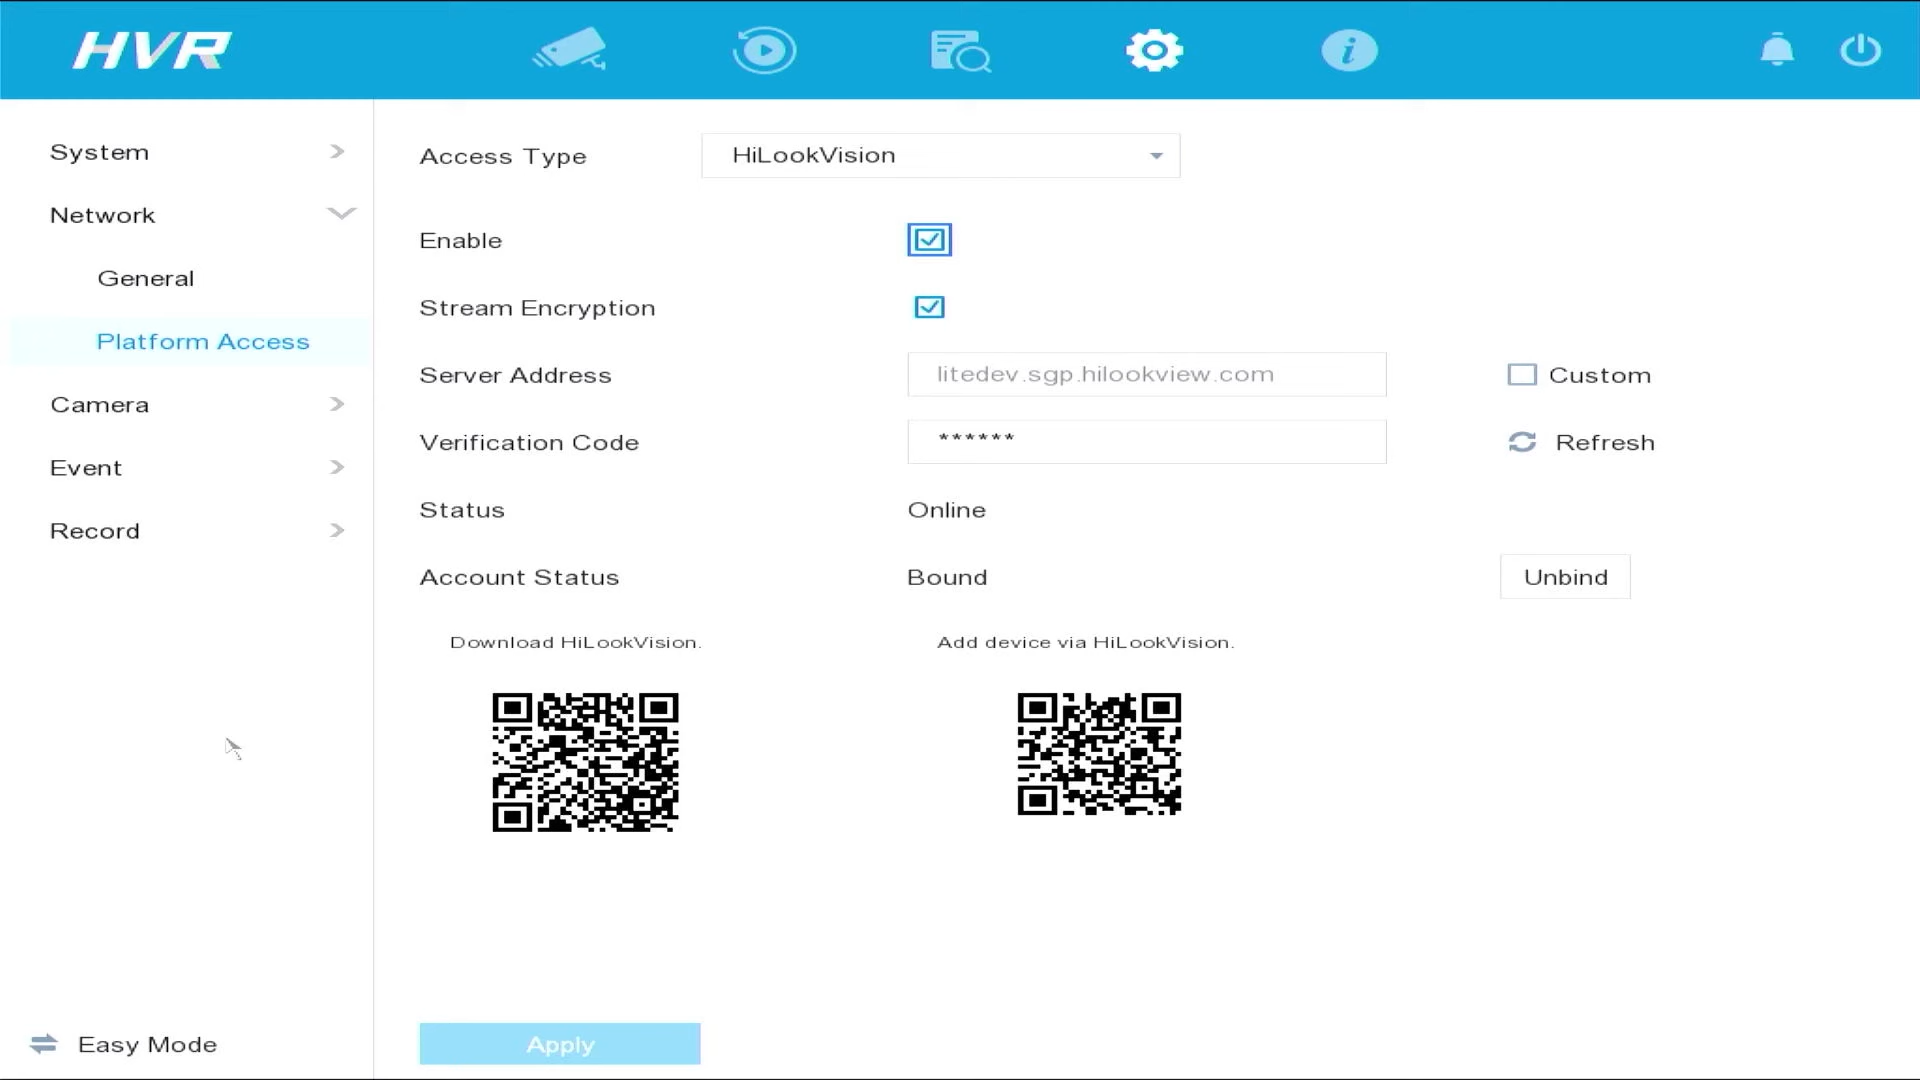 HVR
System
Network
General
Platform Access
Camera
Event
Record
Easy Mode
Access Type HiLookVision
Enable
Stream Encryption
Server Address litedev.sgp.hilookview.com Custom
Verification Code ****** Refresh
Status Online
Account Status Bound Unbind
Download HiLookVision. Add device via HiLookVision.
Apply